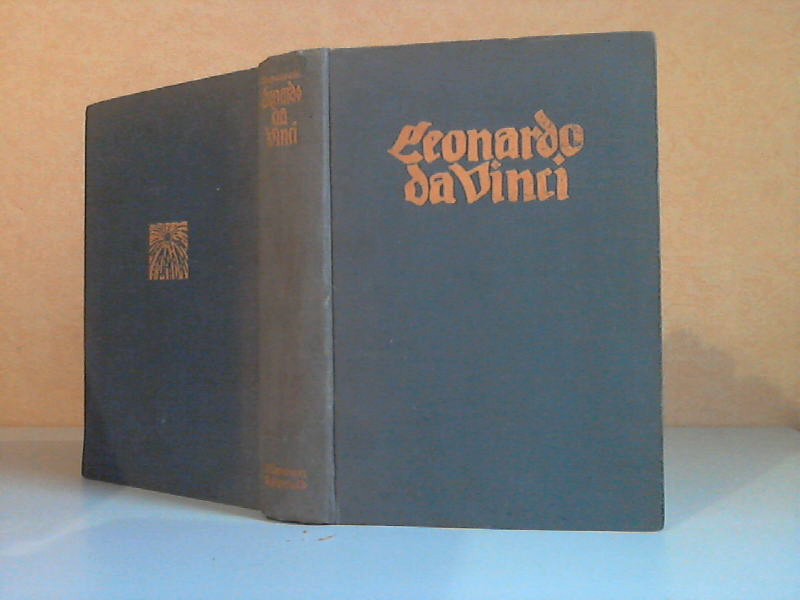 Leonardo
da Vinci
Leonardo
da
Vinci